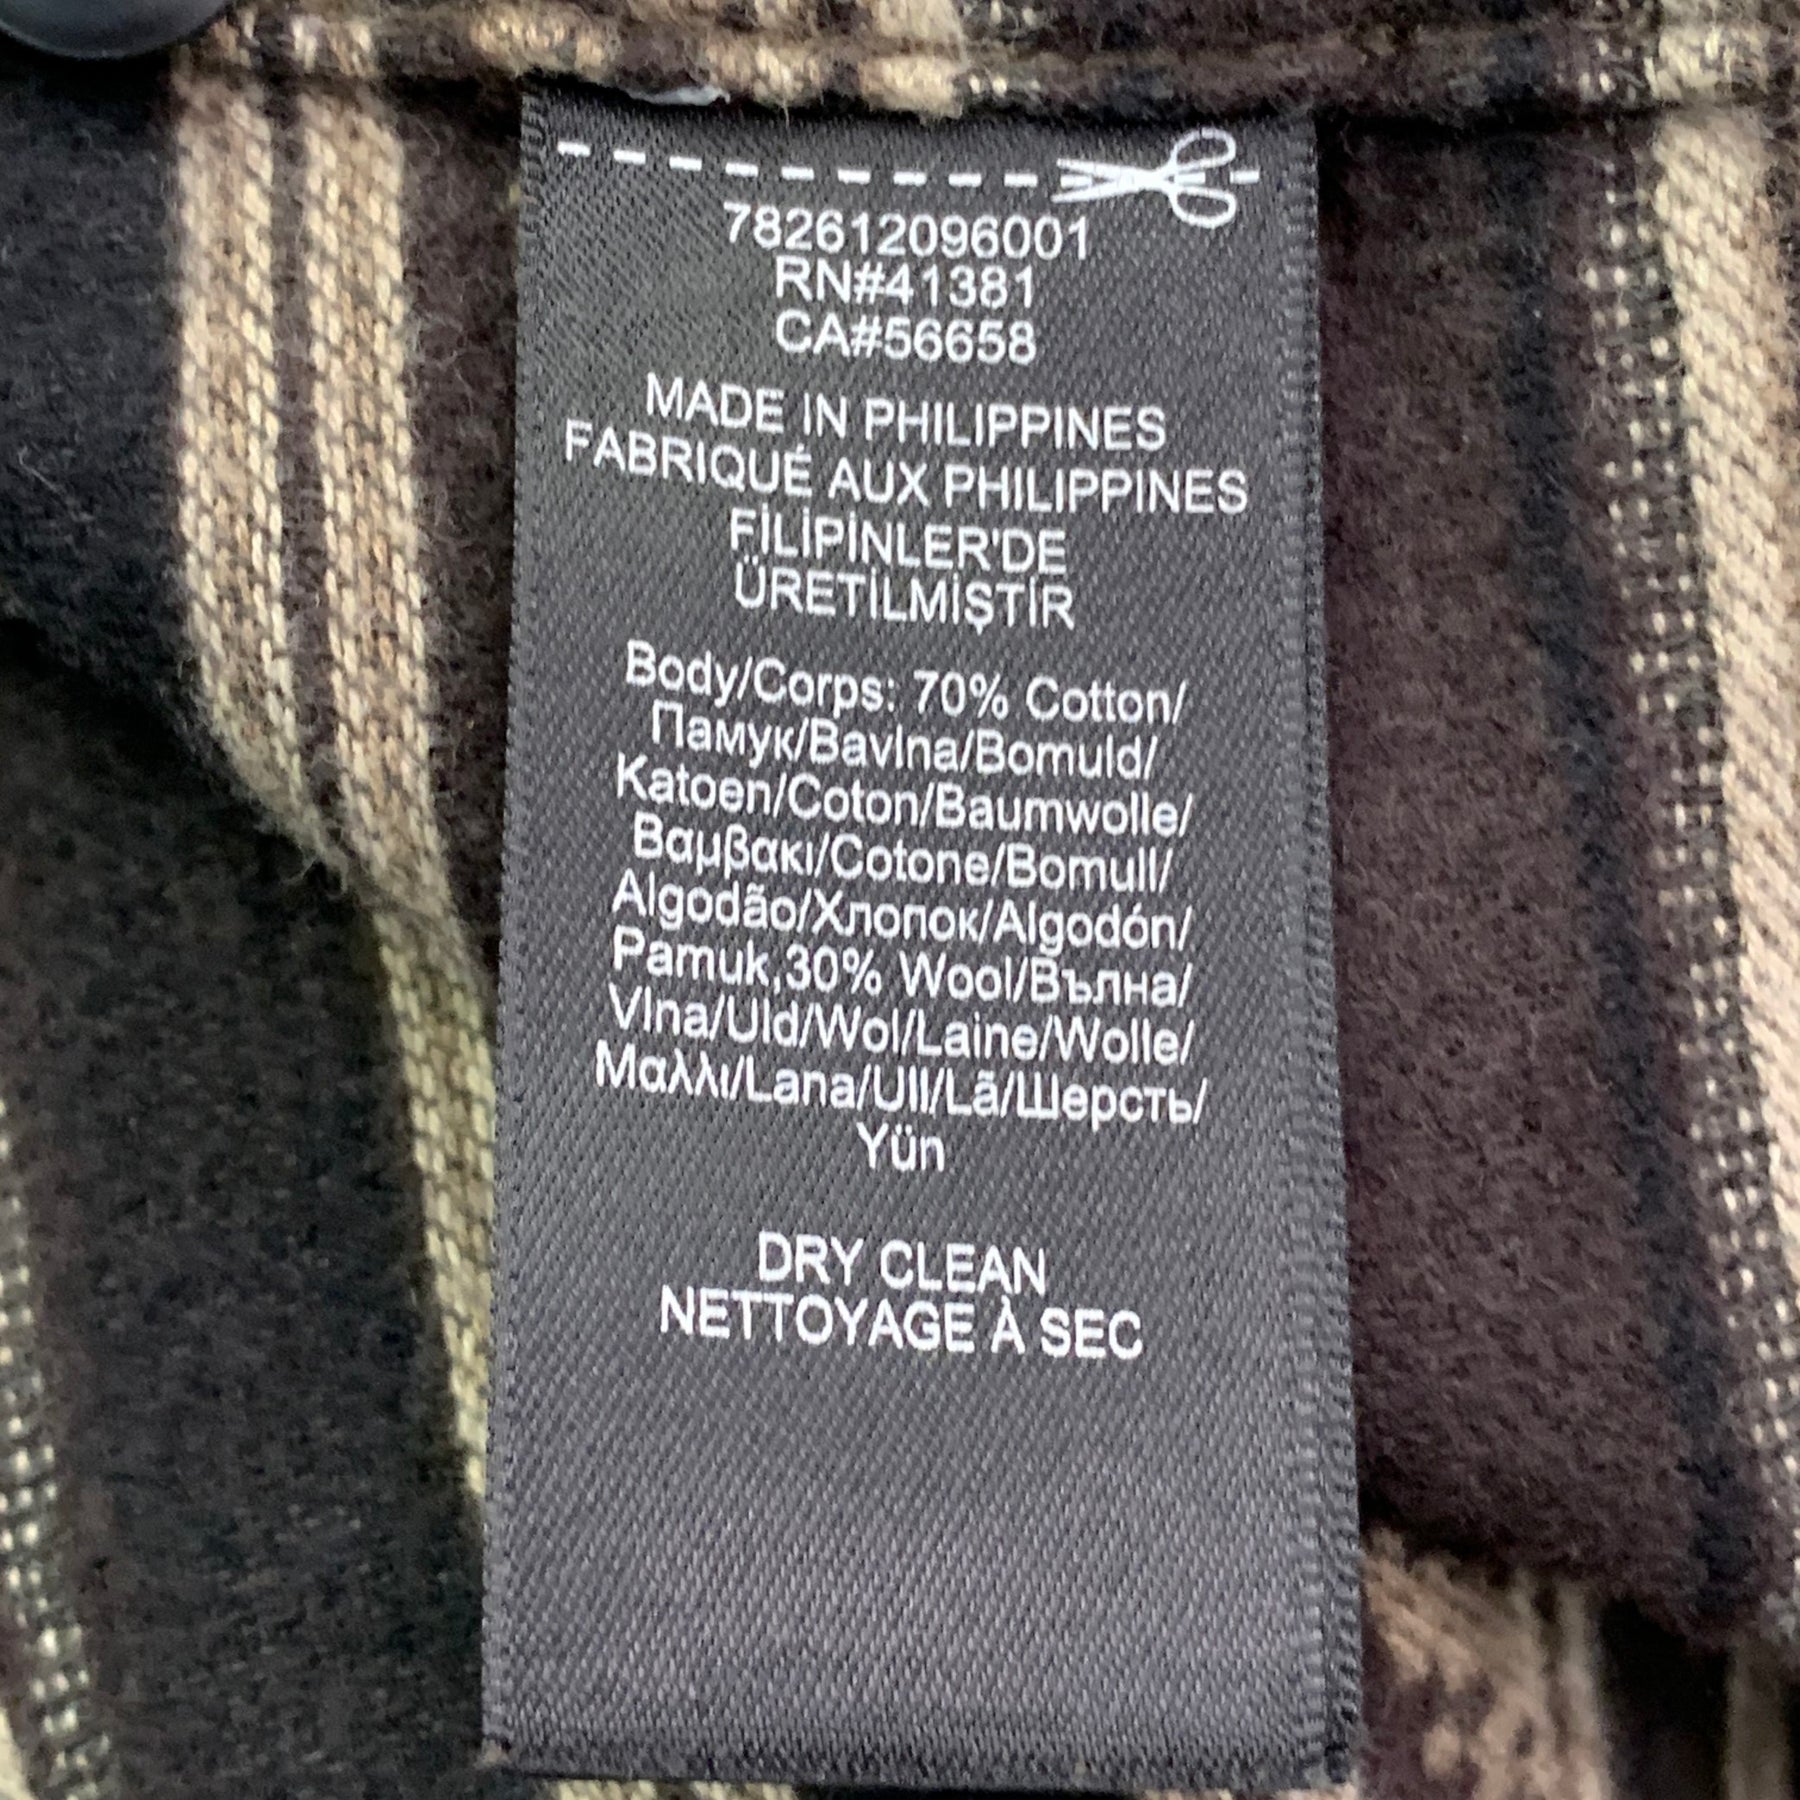 782612096001
RN#41381
CA#56658
MADE IN PHILIPPINES
FABRIQUÉ AUX PHILIPPINES
FİLİPİNLER'DE
ÜRETİLMİŞTİR
Body/Corps: 70% Cotton/
Памук/Bavlna/Bomuld/
Katoen/Coton/Baumwolle/
Βαμβακι/Cotone/Bomull/
Algodão/Хлопок/Algodón/
Pamuk,30% Wool/Вълна/
Vlna/Uld/Wol/Laine/Wolle/
Μαλλι/Lana/Ull/Lã/Шерсть/
Yün
DRY CLEAN
NETTOYAGE À SEC